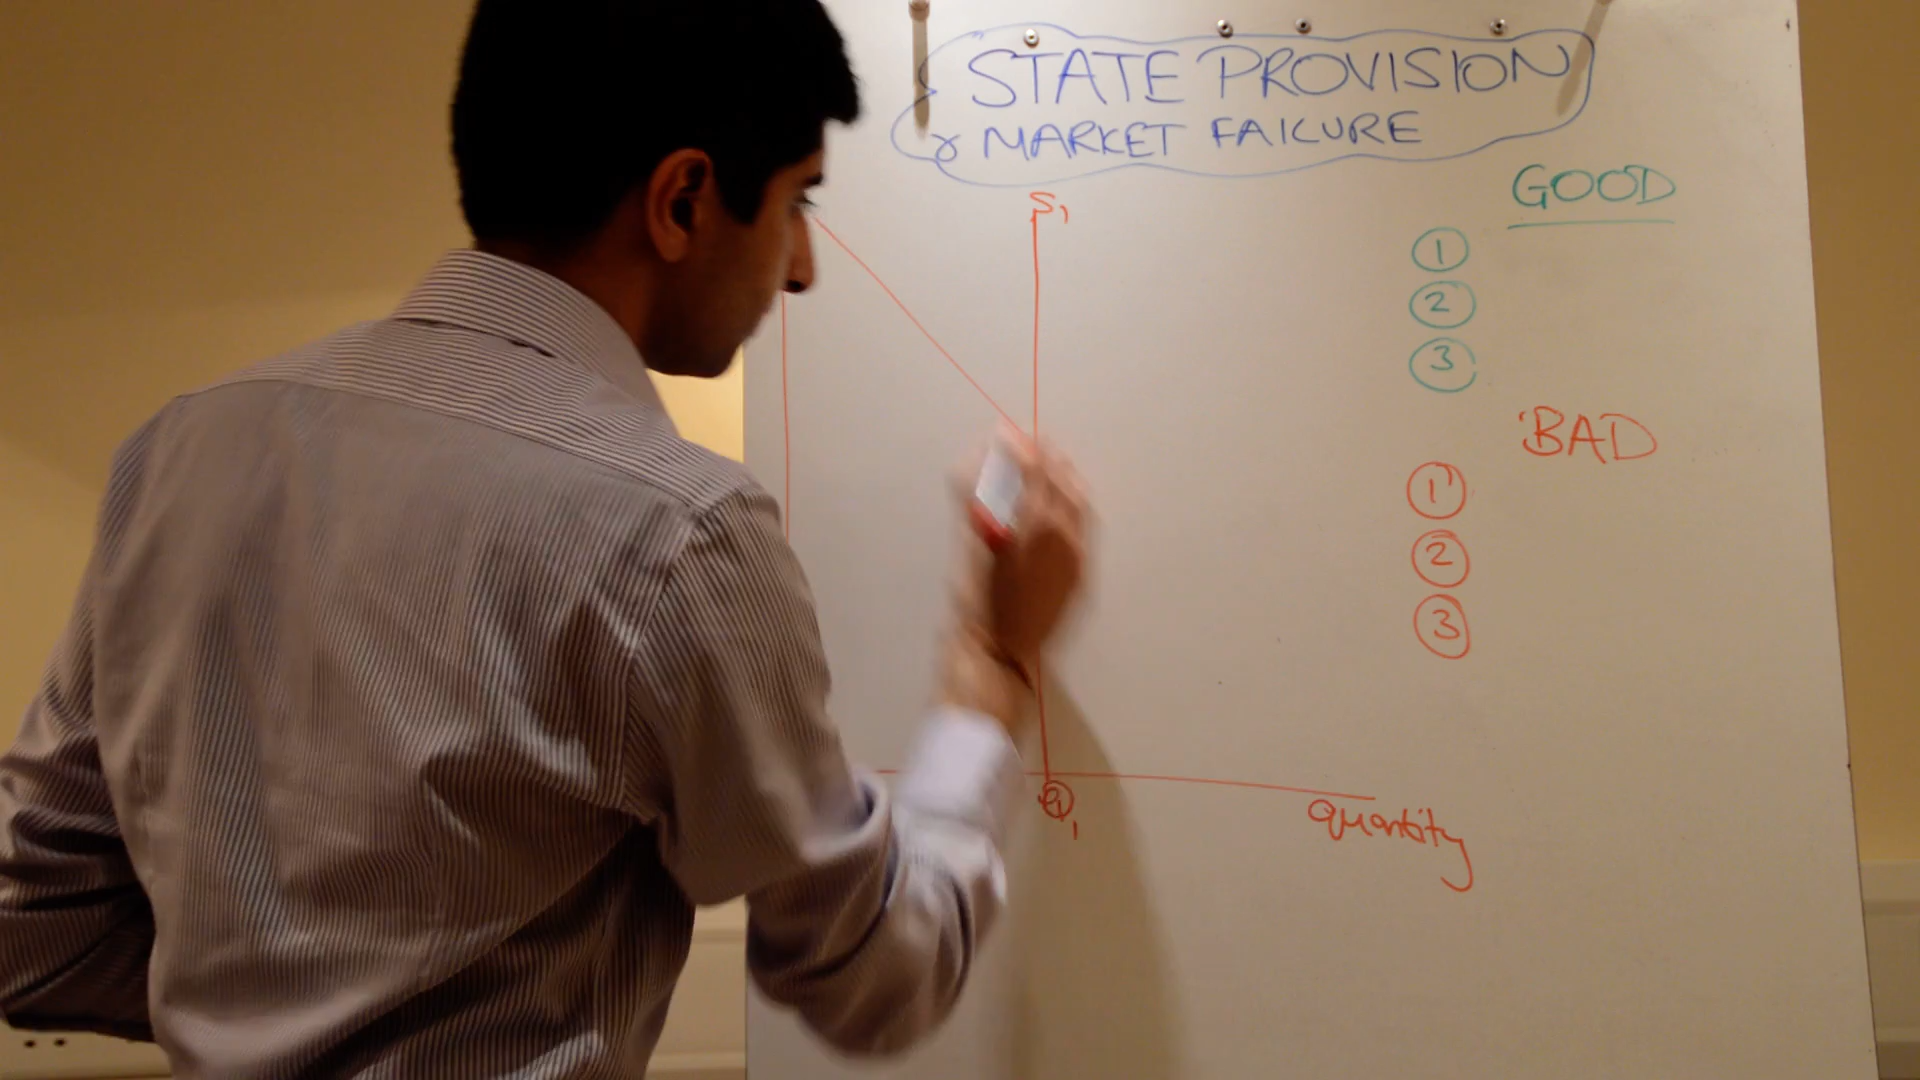 STATE PROVISION
& MARKET FAILURE
S1
GOOD
1
2
3
BAD
1
2
3
Q1
quantity